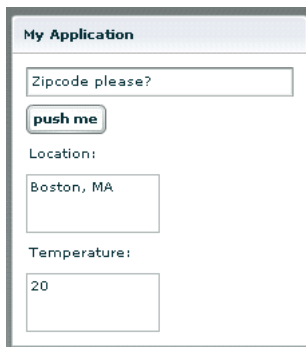 My Application
Zipcode please?
push me
Location:
Boston, MA
Temperature:
20